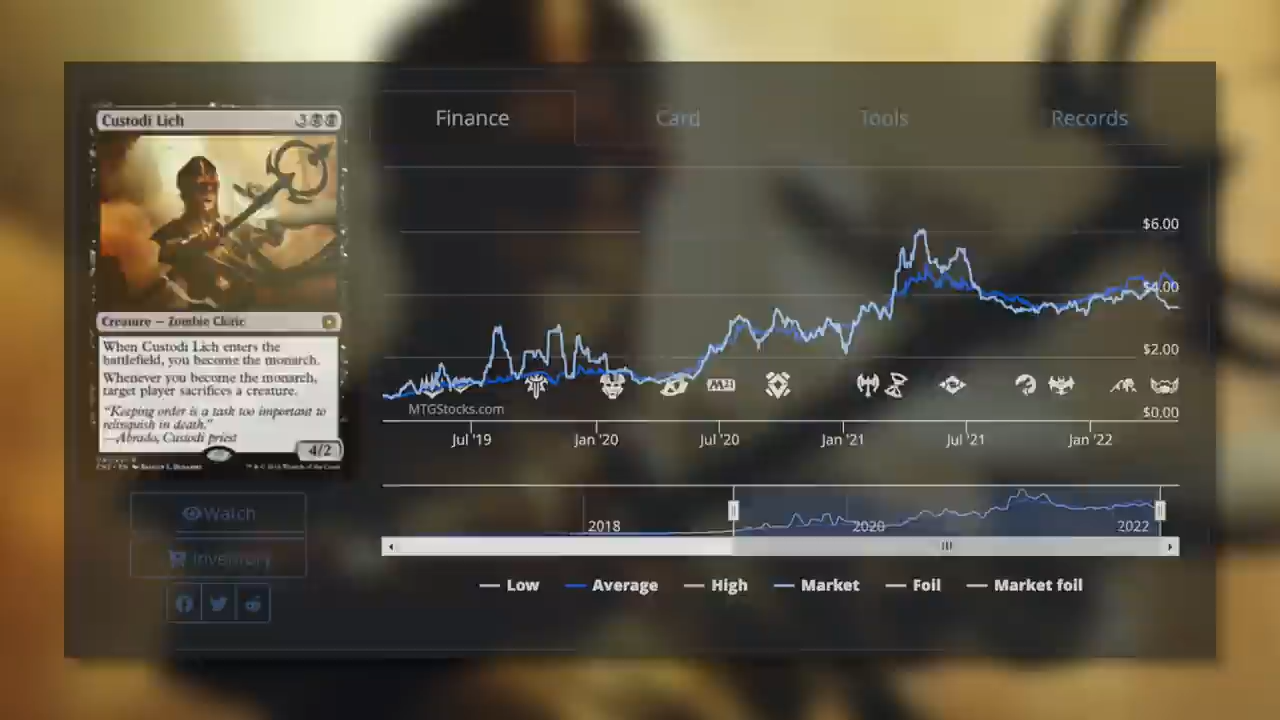 Custodi Lich
Creature — Zombie Cleric
When Custodi Lich enters the
battlefield, you become the monarch.
Whenever you become the monarch,
target player sacrifices a creature.
"Keeping order is a task too important to
relinquish in death."
—Abrado, Custodi priest
4/2
Watch
Inventory
Finance
Card
Tools
Records
$6.00
$4.00
$2.00
$0.00
M21
MTGStocks.com
Jul '19
Jan '20
Jul '20
Jan '21
Jul '21
Jan '22
2018
2020
2022
Low
Average
High
Market
Foil
Market foil